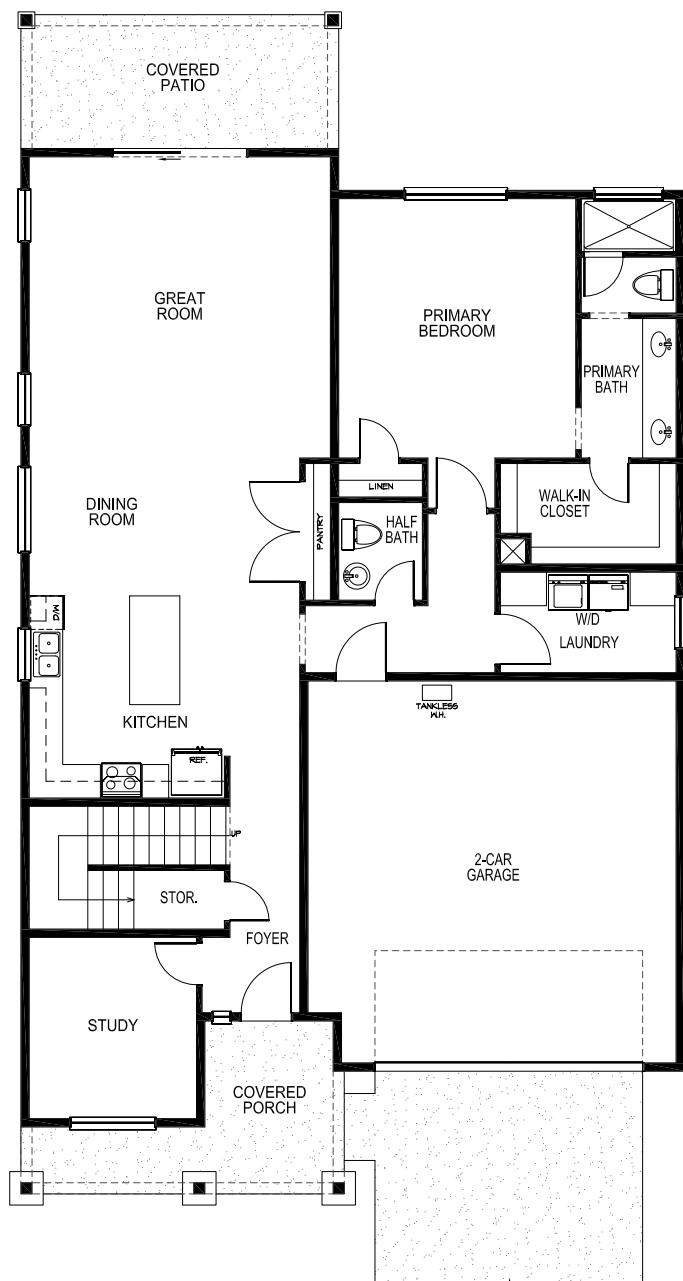 COVERED
PATIO
GREAT
ROOM
PRIMARY
BEDROOM
PRIMARY
BATH
LINEN
WALK-IN
CLOSET
DINING
ROOM
PANTRY
HALF
BATH
D/W
W/D
LAUNDRY
TANKLESS
W.H.
KITCHEN
REF.
UP
2-CAR
GARAGE
STOR.
FOYER
STUDY
COVERED
PORCH